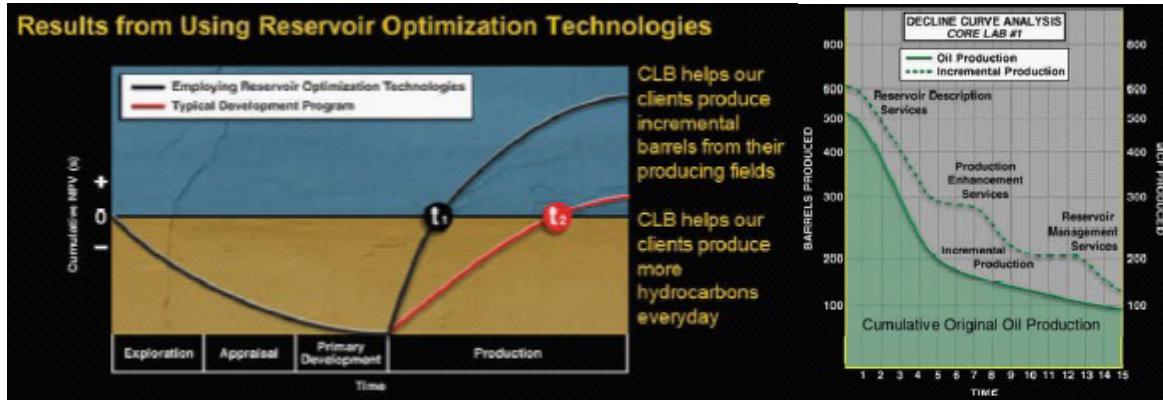 Results from Using Reservoir Optimization Technologies
Employing Reservoir Optimization Technologies
Typical Development Program
Cumulative NPV (s)
+
0
−
t₁
t₂
Exploration
Appraisal
Primary
Development
Production
Time
CLB helps our
clients produce
incremental
barrels from their
producing fields
CLB helps our
clients produce
more
hydrocarbons
everyday
DECLINE CURVE ANALYSIS
CORE LAB #1
Oil Production
Incremental Production
BARRELS PRODUCED
800
600
500
400
300
200
100
Reservoir Description
Services
Production
Enhancement
Services
Reservoir
Management
Services
Incremental
Production
Cumulative Original Oil Production
800
600
500
400
300
200
100
PRODUCED
1 2 3 4 5 6 7 8 9 10 11 12 13 14 15
TIME